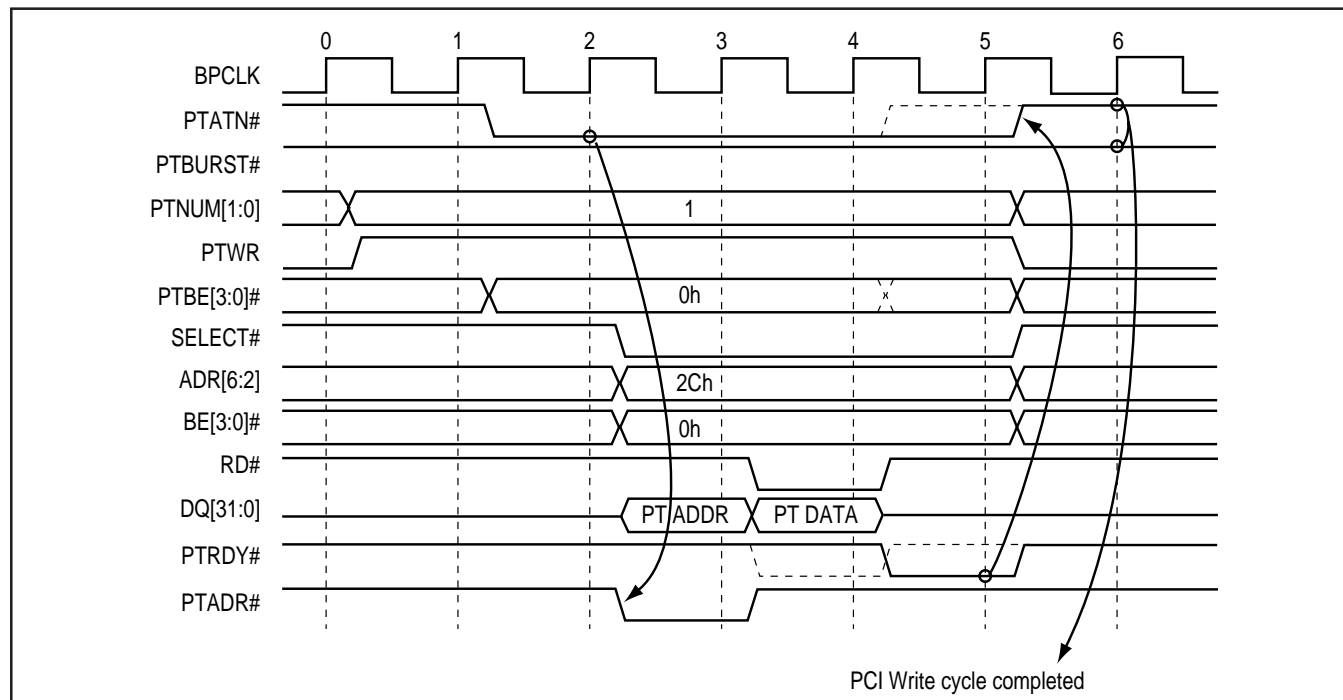 0 1 2 3 4 5 6
BPCLK
PTATN#
PTBURST#
PTNUM[1:0] 1
PTWR
PTBE[3:0]# 0h
SELECT#
ADR[6:2] 2Ch
BE[3:0]# 0h
RD#
DQ[31:0] PT ADDR PT DATA
PTRDY#
PTADR#
PCI Write cycle completed